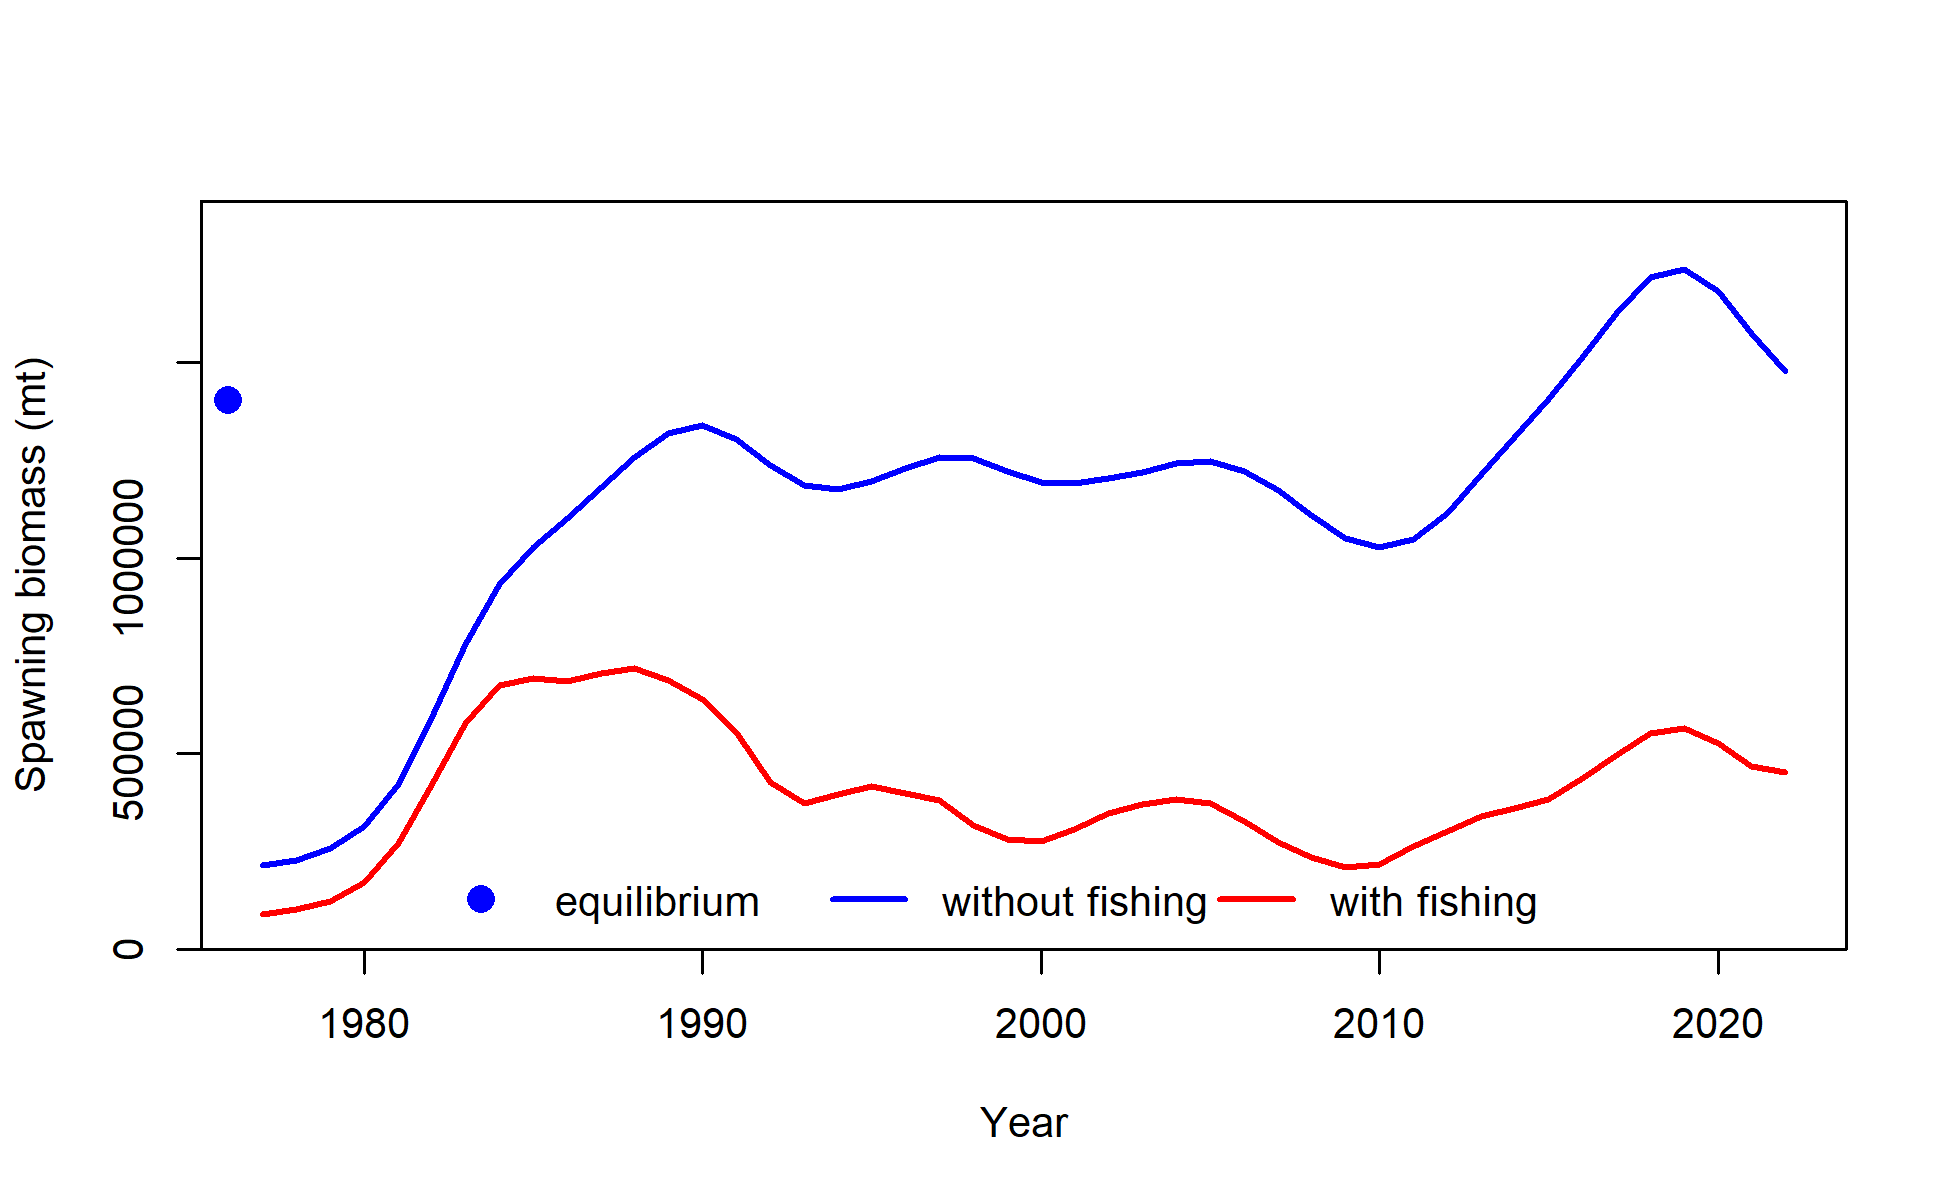 Spawning biomass (mt)
1000000
500000
0
equilibrium without fishing with fishing
1980 1990 2000 2010 2020
Year